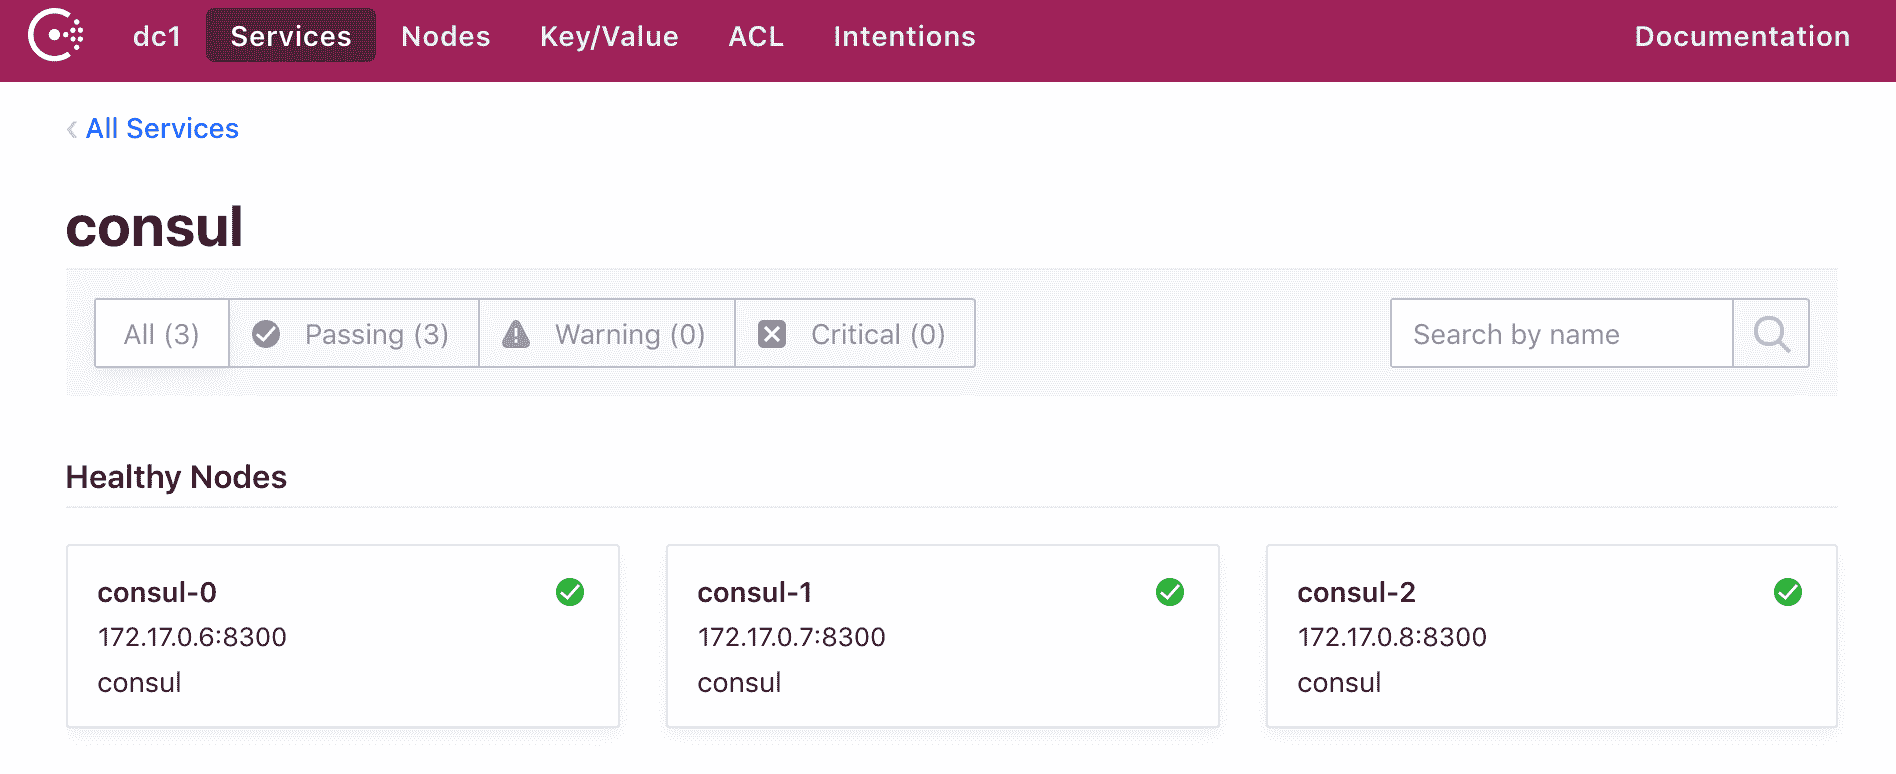 dc1 Services Nodes Key/Value ACL Intentions Documentation
All Services
consul
All (3) Passing (3) Warning (0) Critical (0) Search by name
Healthy Nodes
consul-0
172.17.0.6:8300
consul
consul-1
172.17.0.7:8300
consul
consul-2
172.17.0.8:8300
consul